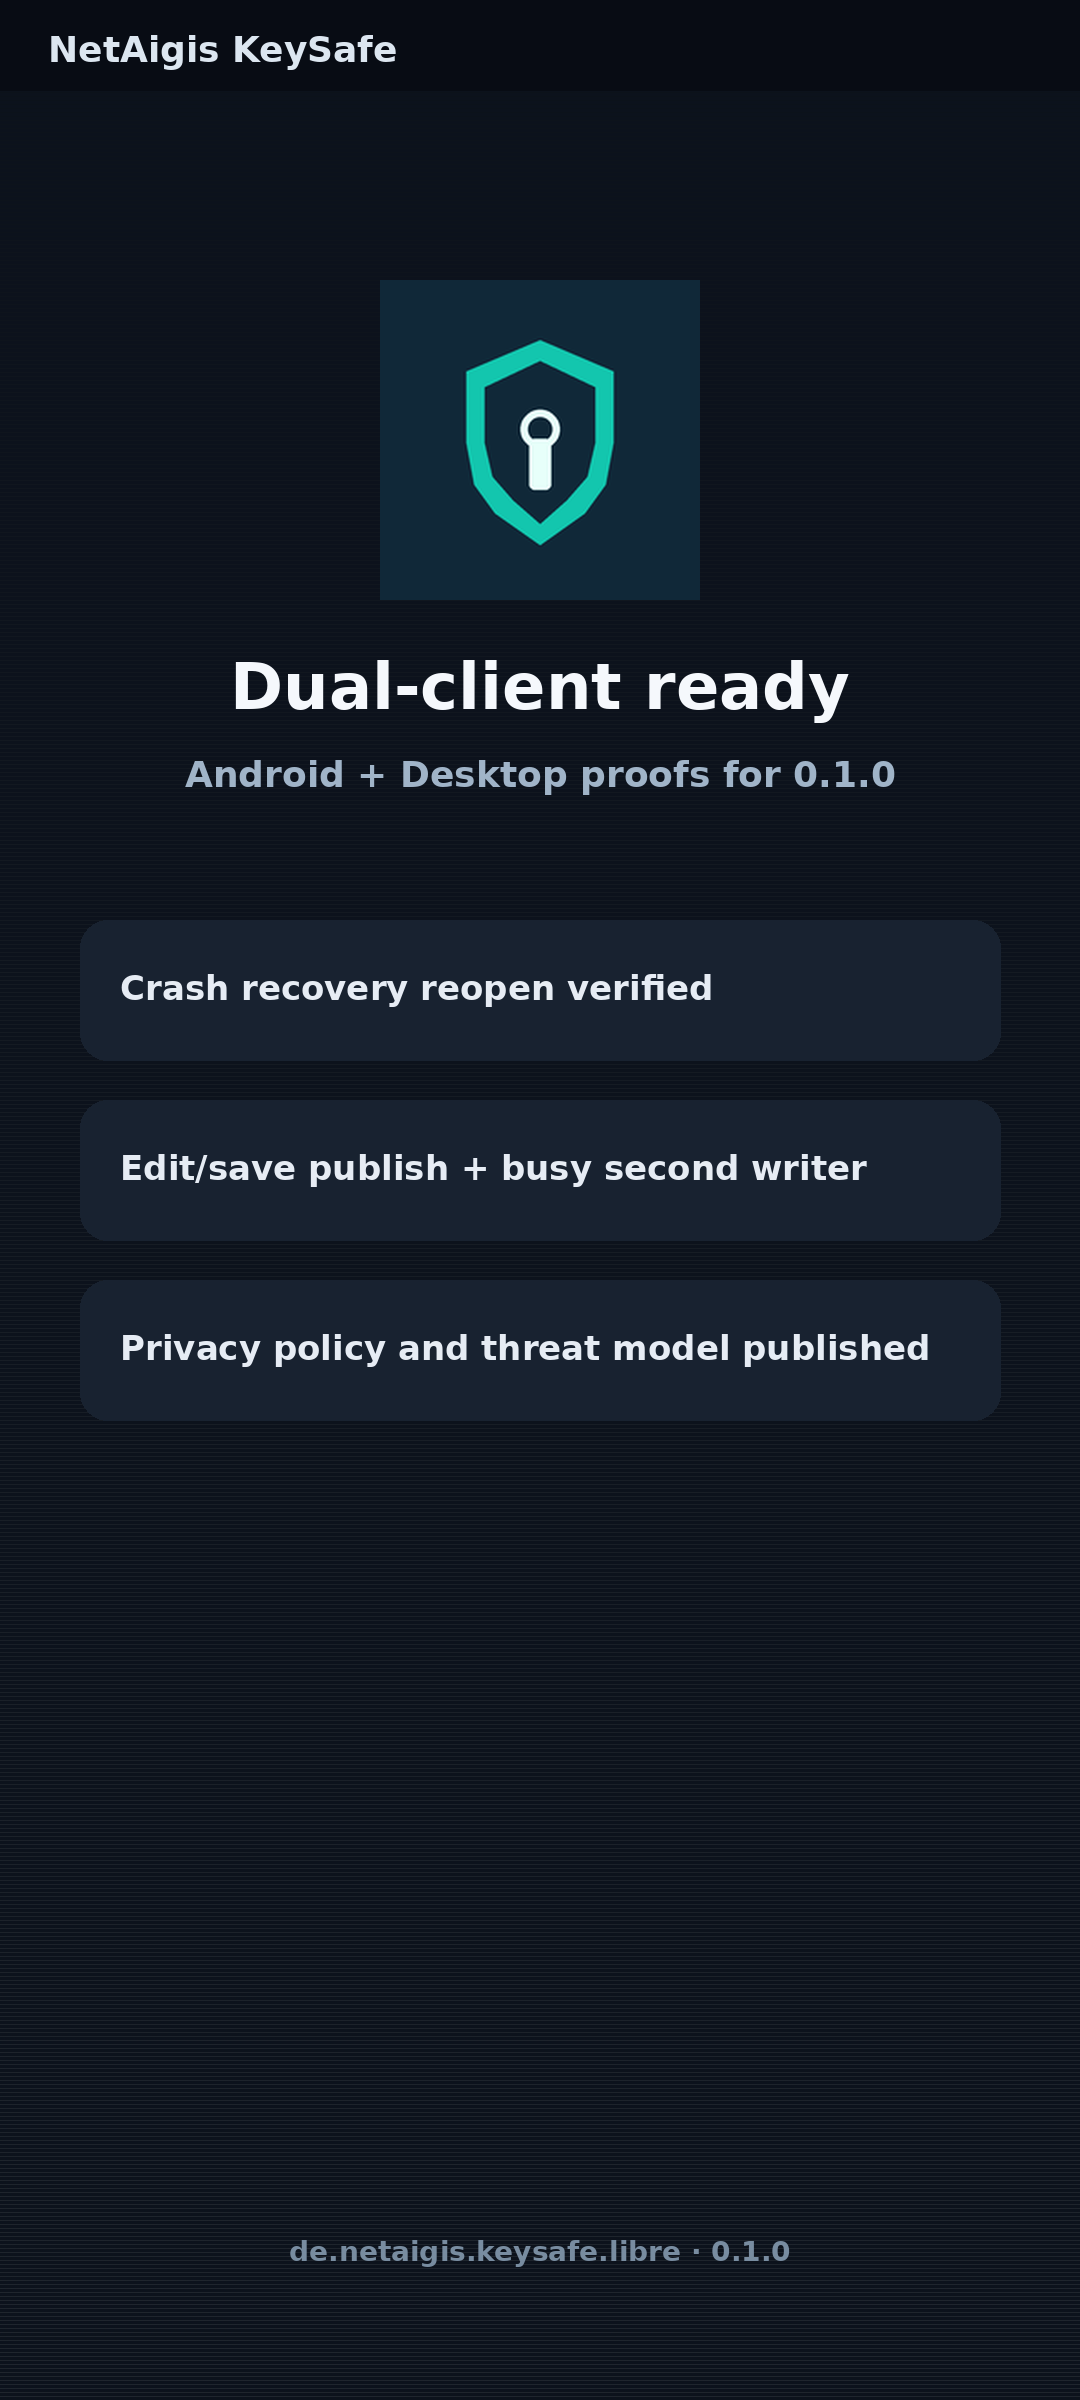 NetAigis KeySafe
Dual-client ready
Android + Desktop proofs for 0.1.0
Crash recovery reopen verified
Edit/save publish + busy second writer
Privacy policy and threat model published
de.netaigis.keysafe.libre · 0.1.0